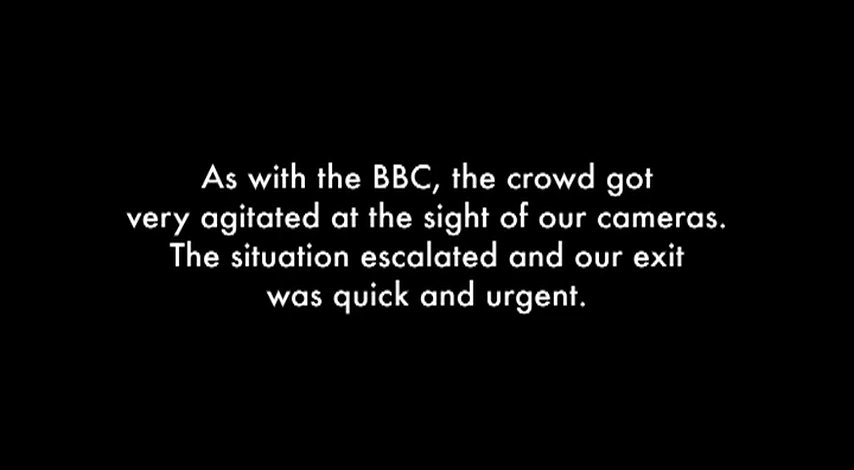 As with the BBC, the crowd got
very agitated at the sight of our cameras.
The situation escalated and our exit
was quick and urgent.